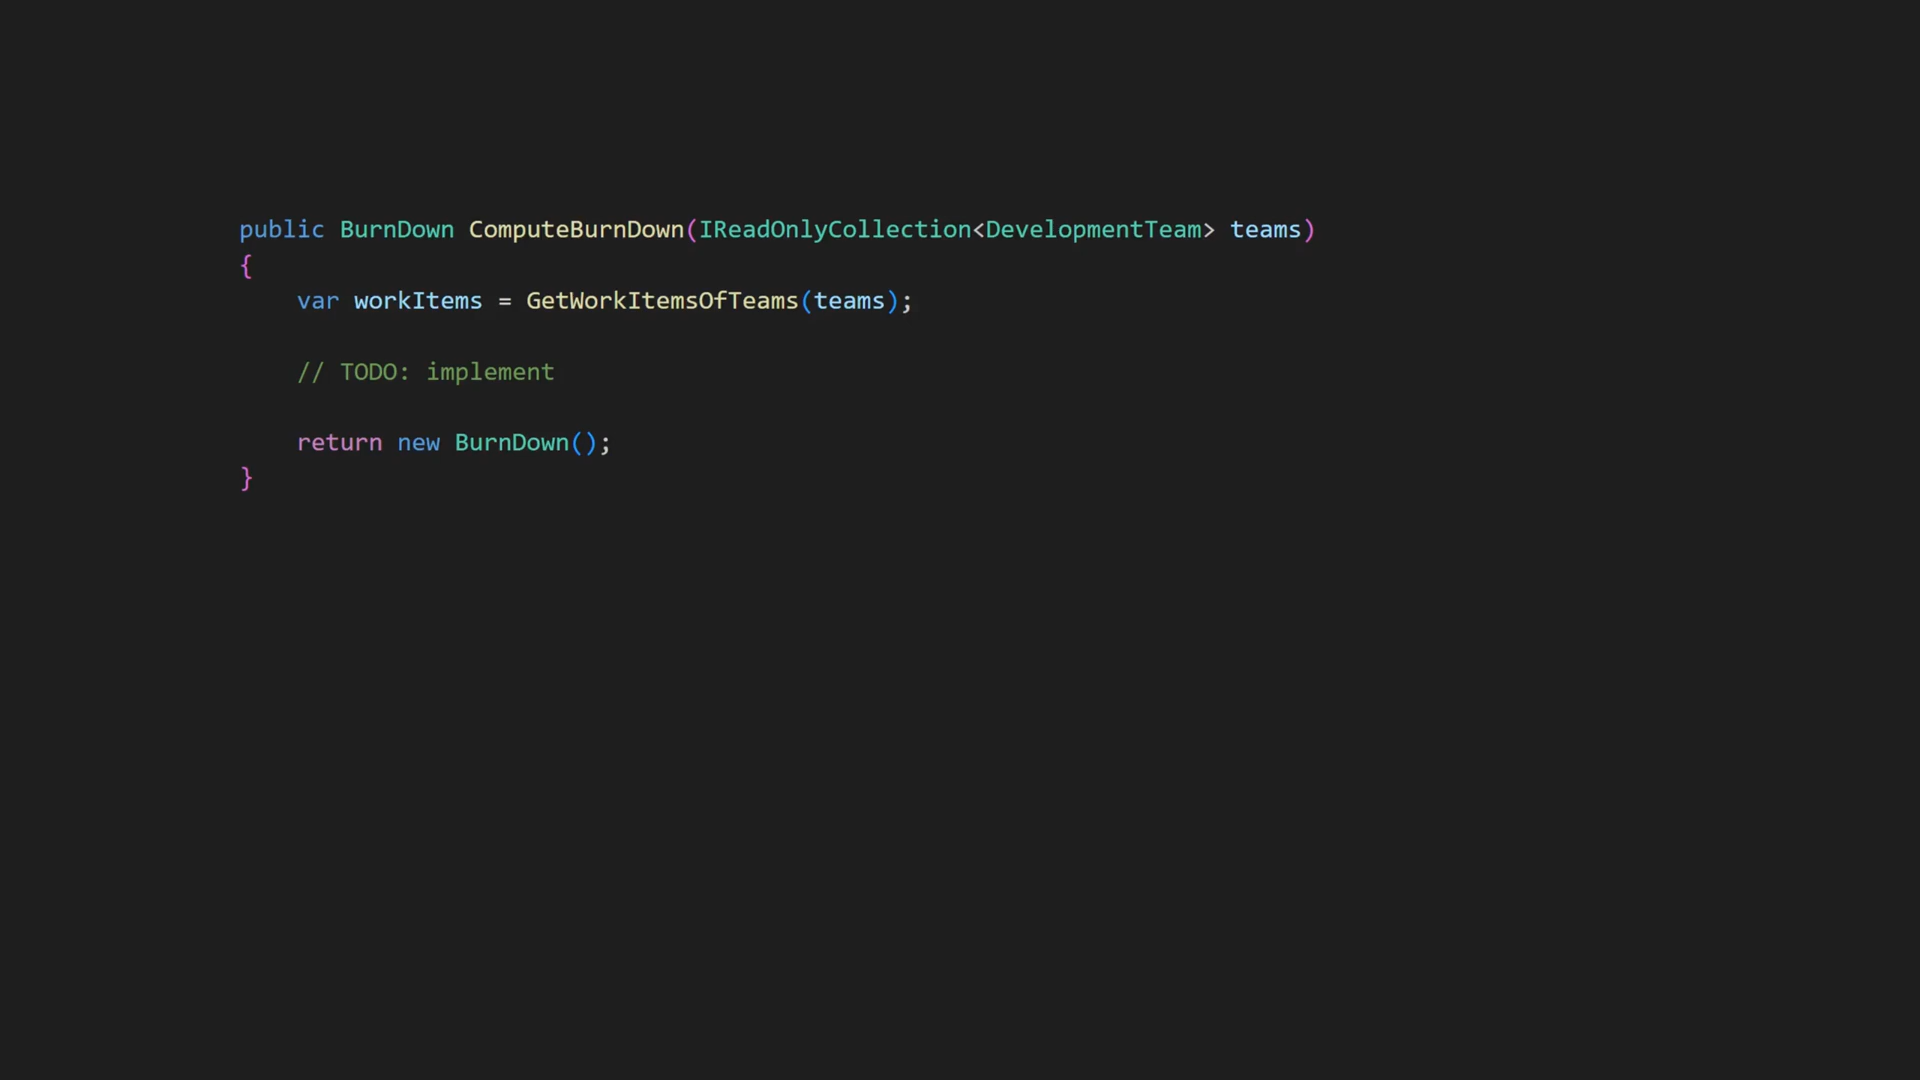 public BurnDown ComputeBurnDown(IReadOnlyCollection<DevelopmentTeam> teams)
{
    var workItems = GetWorkItemsOfTeams(teams);
    // TODO: implement
    return new BurnDown();
}